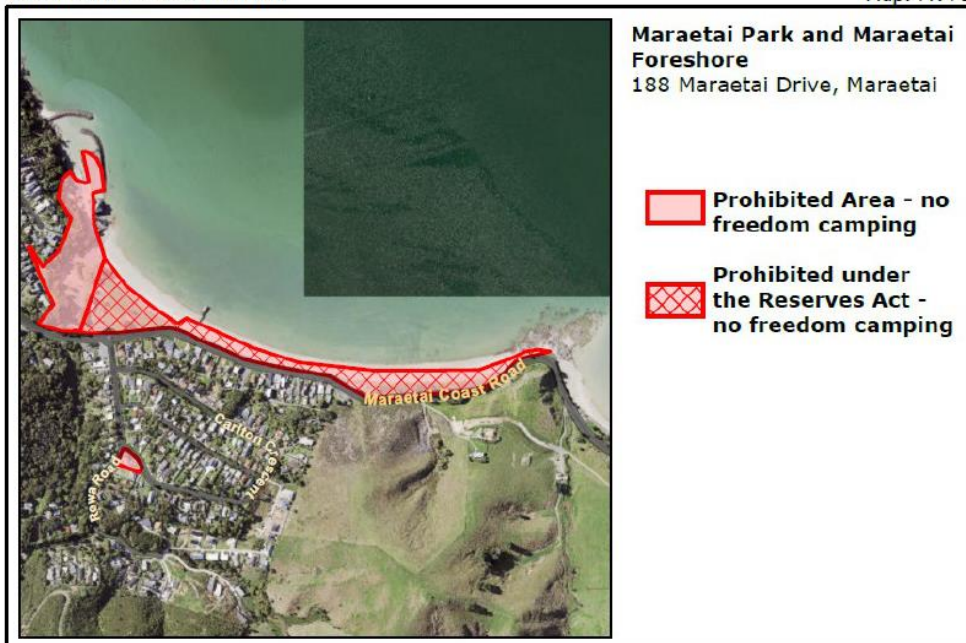 Maraetai Park and Maraetai
Foreshore
188 Maraetai Drive, Maraetai
Prohibited Area - no
freedom camping
Prohibited under
the Reserves Act -
no freedom camping
Maraetai Coast Road
Carlton Crescent
Rewa Road